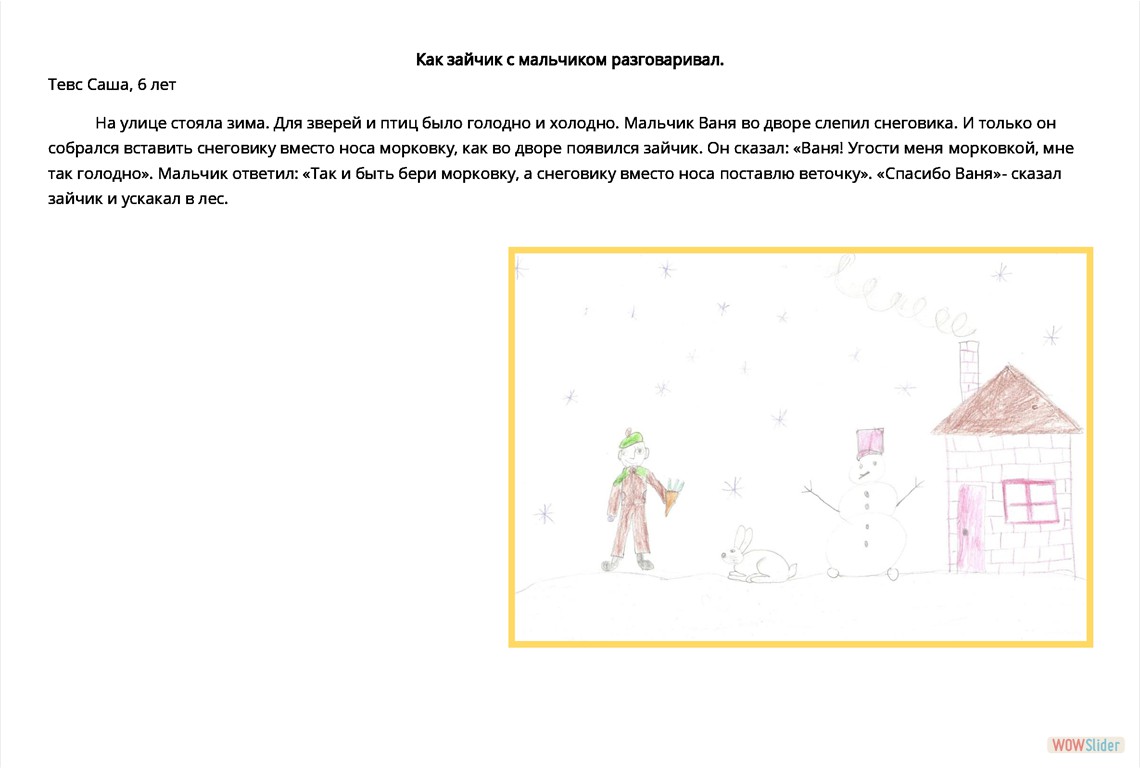 Как зайчик с мальчиком разговаривал.
Тевс Саша, 6 лет
На улице стояла зима. Для зверей и птиц было голодно и холодно. Мальчик Ваня во дворе слепил снеговика. И только он
собрался вставить снеговику вместо носа морковку, как во дворе появился зайчик. Он сказал: «Ваня! Угости меня морковкой, мне
так голодно». Мальчик ответил: «Так и быть бери морковку, а снеговику вместо носа поставлю веточку». «Спасибо Ваня»- сказал
зайчик и ускакал в лес.
WOWSlider